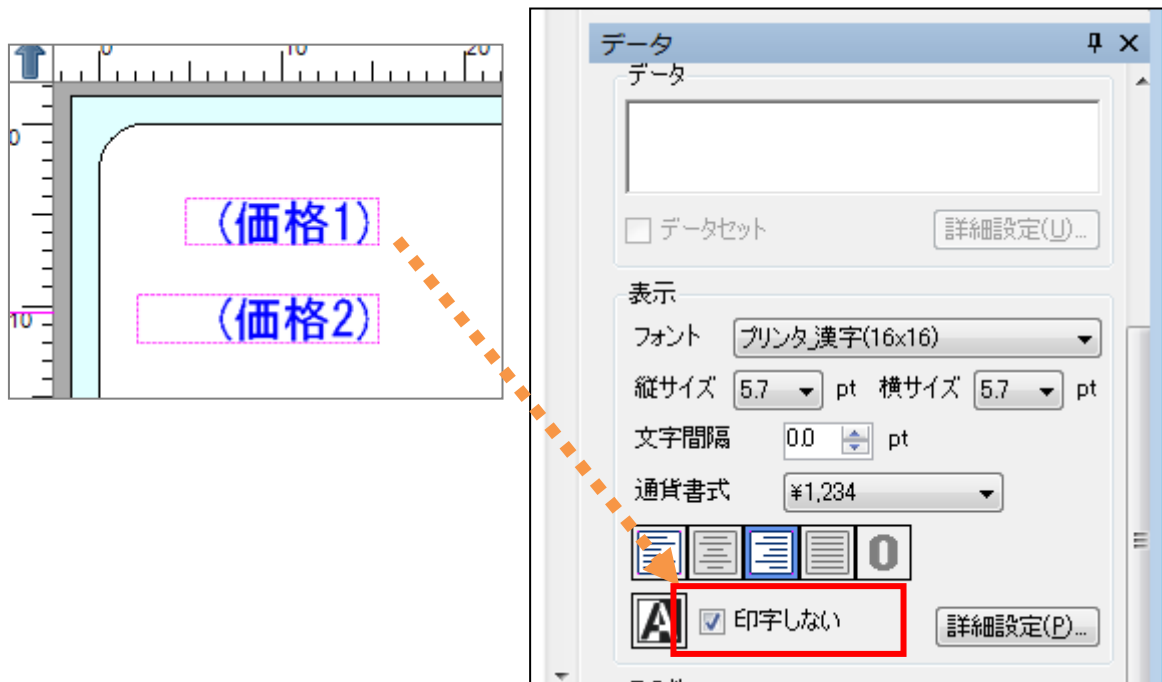 0 10 20
0
(価格1)
10
(価格2)
データ
データ
データセット 詳細設定(U)...
表示
フォント プリンタ_漢字(16x16)
縦サイズ 5.7 pt 横サイズ 5.7 pt
文字間隔 0.0 pt
通貨書式 ¥1,234
0
A 印字しない 詳細設定(P)...